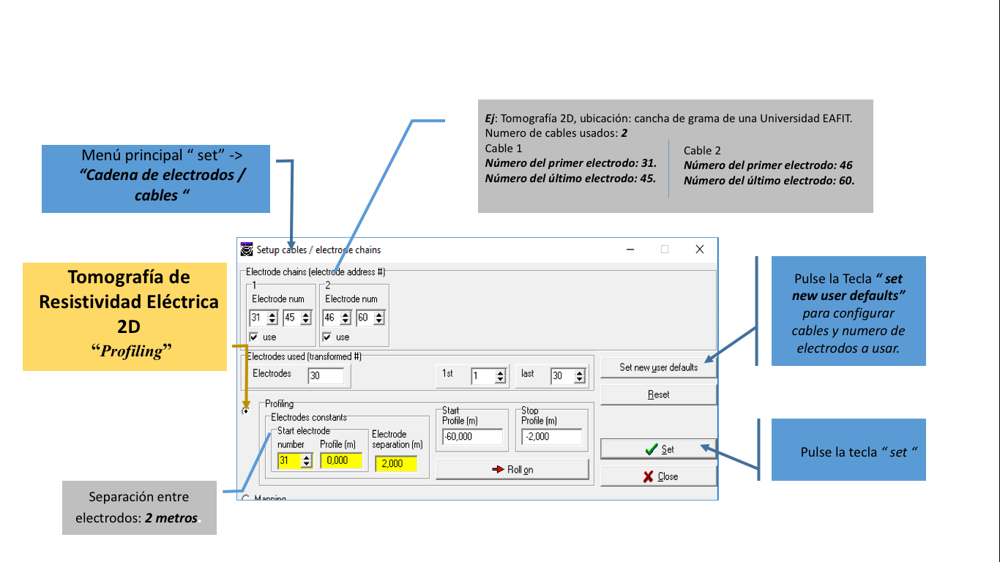 Ej: Tomografía 2D, ubicación: cancha de grama de una Universidad EAFIT.
Numero de cables usados: 2
Cable 1
Número del primer electrodo: 31.
Número del último electrodo: 45.
Cable 2
Número del primer electrodo: 46
Número del último electrodo: 60.
Menú principal “ set” ->
“Cadena de electrodos /
cables “
Tomografía de
Resistividad Eléctrica
2D
“Profiling”
Setup cables / electrode chains
Electrode chains (electrode address #)
1
Electrode num
31 45
use
2
Electrode num
46 60
use
Electrodes used (transformed #)
Electrodes 30
1st 1
last 30
Profiling
Electrodes constants
Start electrode
number
31
Profile (m)
0,000
Electrode
separation (m)
2,000
Start
Profile (m)
-60,000
Stop
Profile (m)
-2,000
Roll on
Mapping
Set new user defaults
Reset
Set
Close
Pulse la Tecla “ set
new user defaults”
para configurar
cables y numero de
electrodos a usar.
Pulse la tecla “ set “
Separación entre
electrodos: 2 metros.